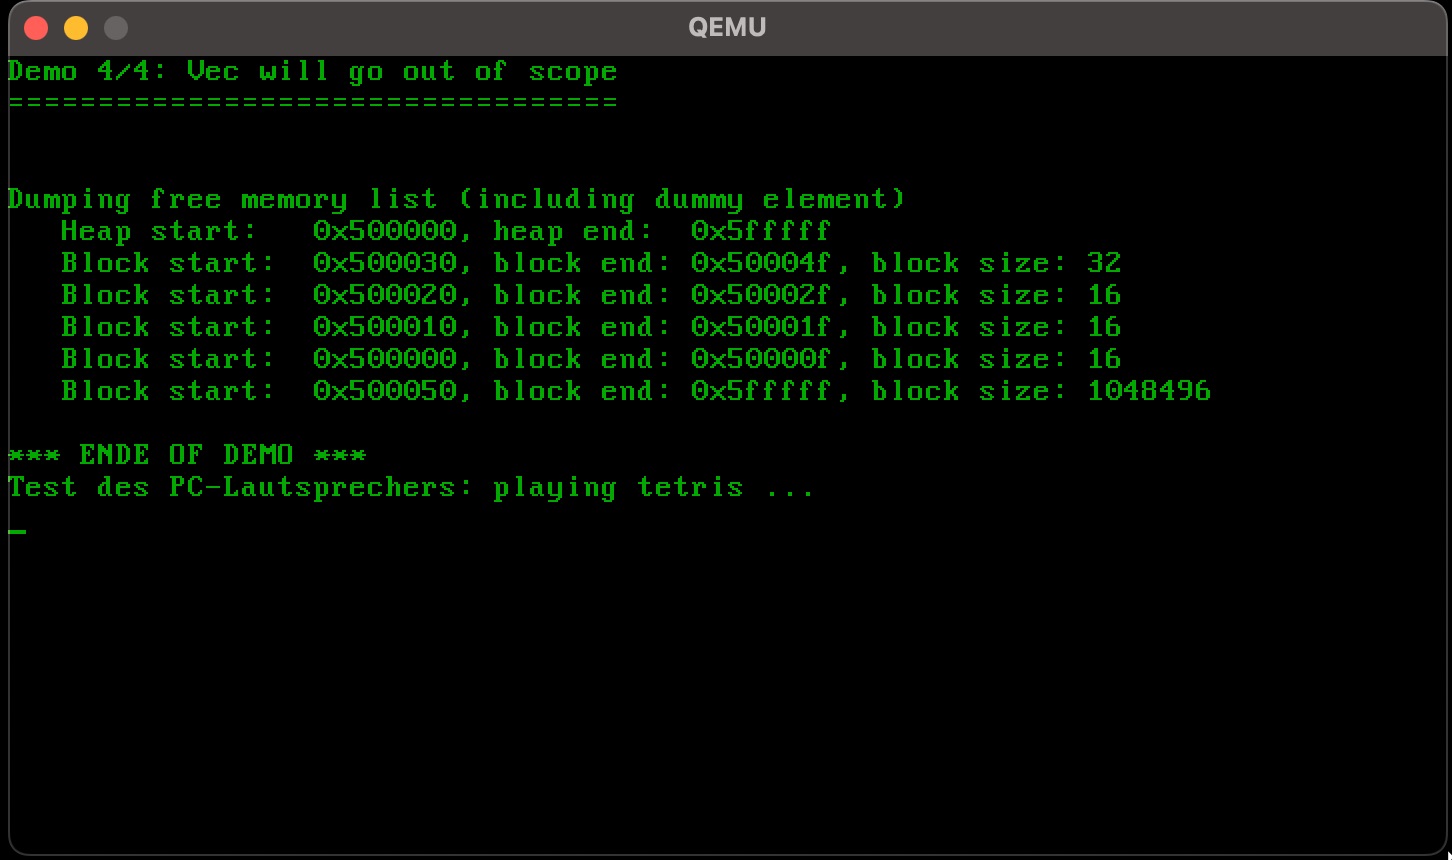 QEMU
Demo 4/4: Vec will go out of scope
==================================
Dumping free memory list (including dummy element)
   Heap start:   0x500000, heap end:  0x5fffff
   Block start:  0x500030, block end: 0x50004f, block size: 32
   Block start:  0x500020, block end: 0x50002f, block size: 16
   Block start:  0x500010, block end: 0x50001f, block size: 16
   Block start:  0x500000, block end: 0x50000f, block size: 16
   Block start:  0x500050, block end: 0x5fffff, block size: 1048496
*** ENDE OF DEMO ***
Test des PC-Lautsprechers: playing tetris ...
_